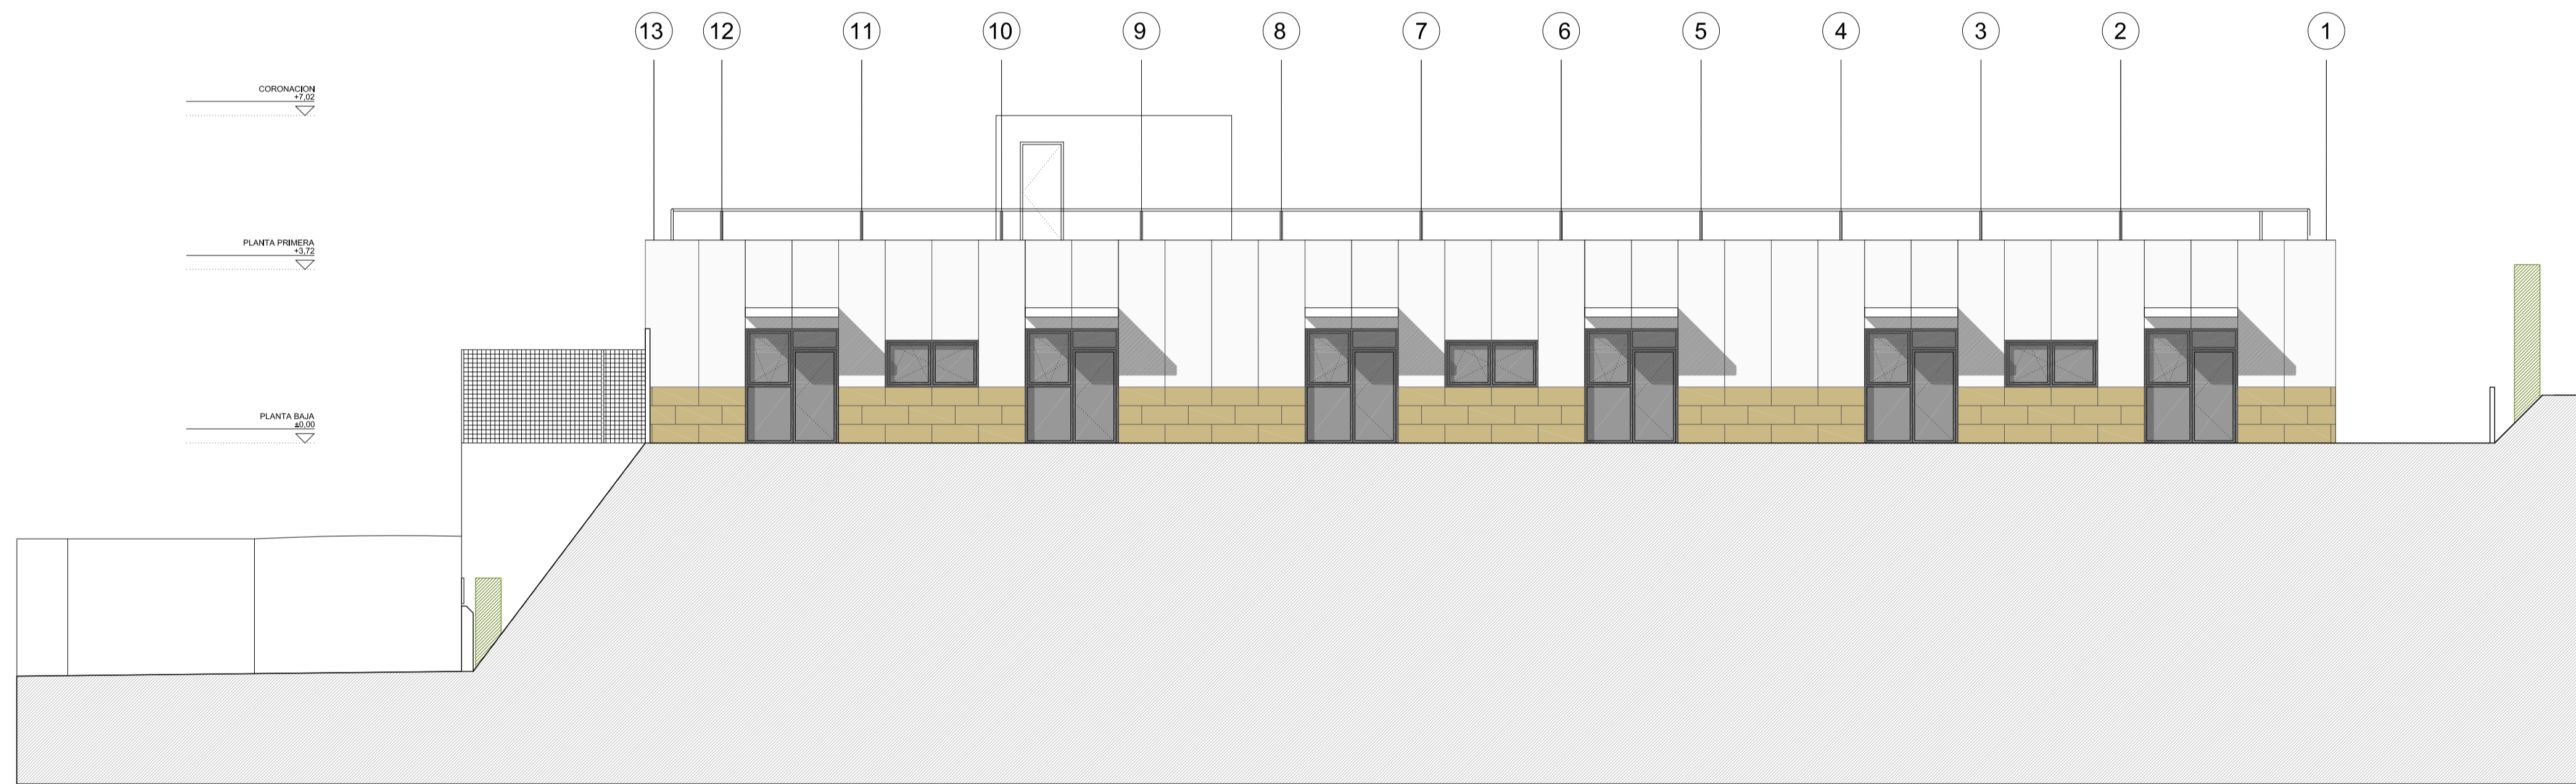 13 12 11 10 9 8 7 6 5 4 3 2 1
CORONACION
+7,02
PLANTA PRIMERA
+3,72
PLANTA BAJA
±0,00